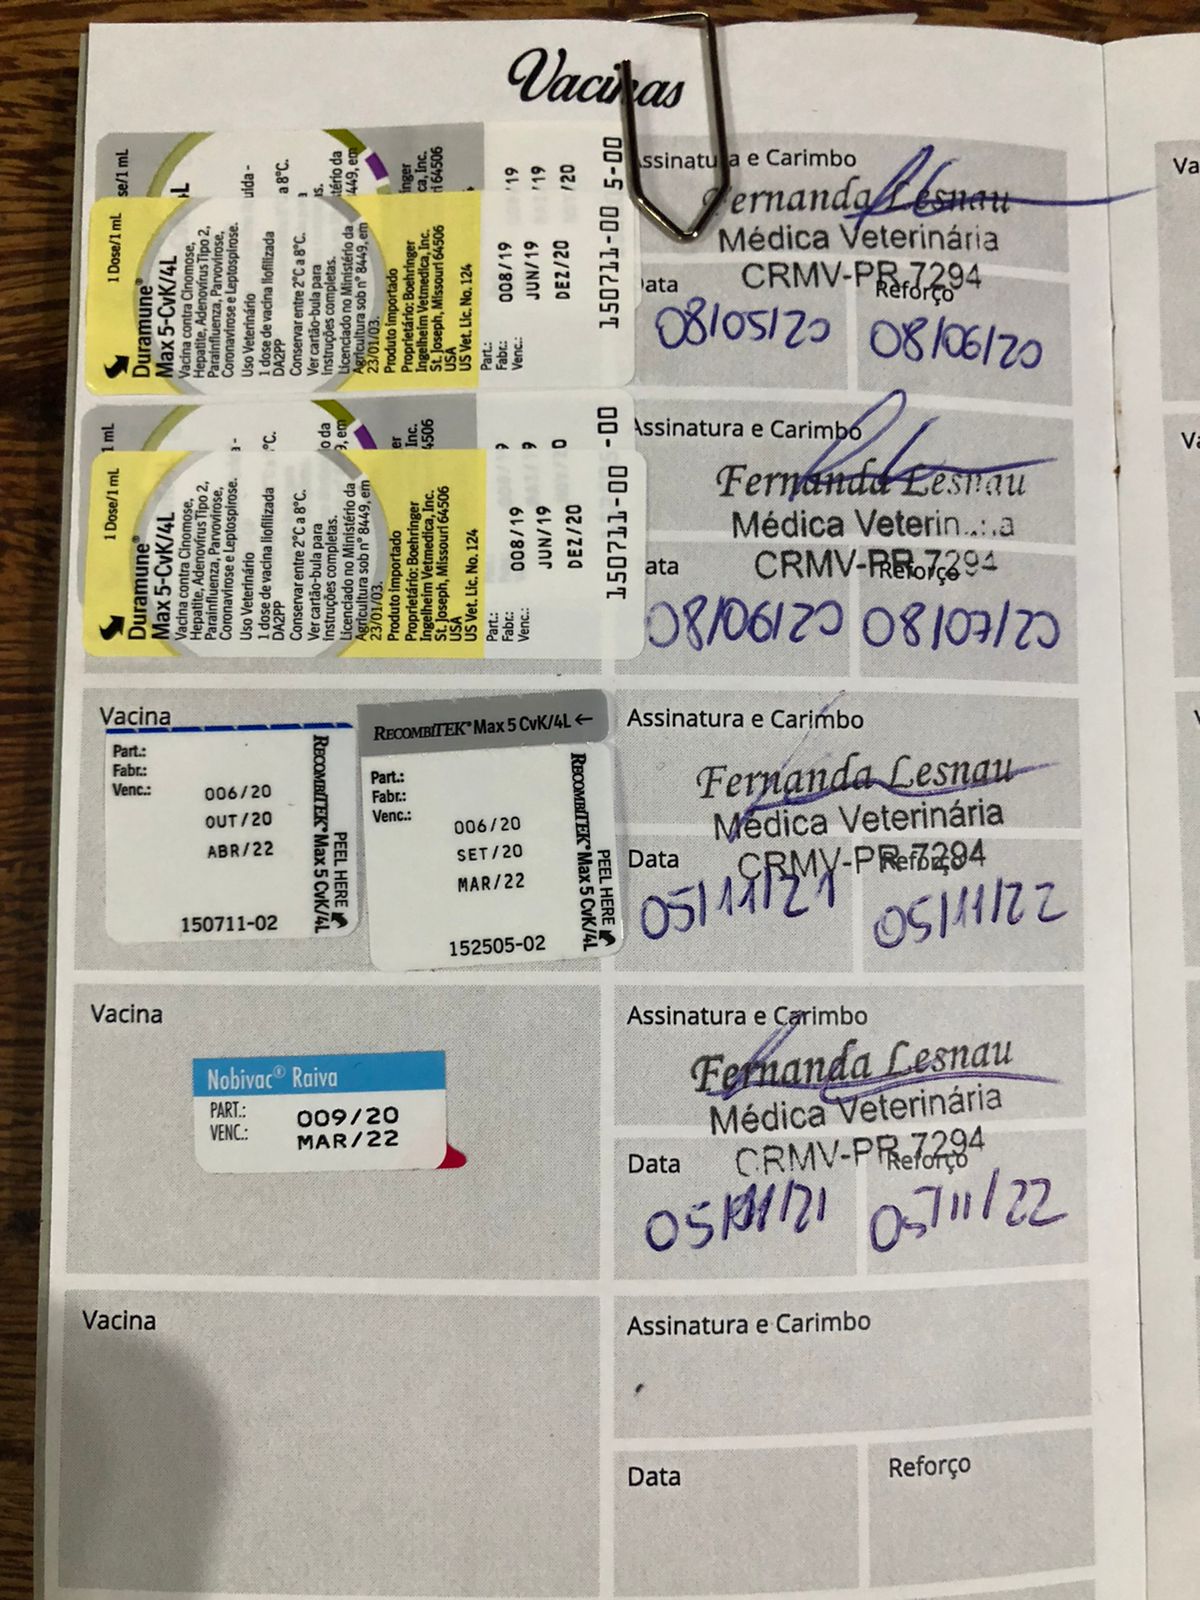 Vacinas
se/1 mL
1 Dose/1 mL
Duramune®
Max 5-CvK/4L
Vacina contra Cinomose,
Hepatite, Adenovírus Tipo 2,
Parainfluenza, Parvovirose,
Coronavirose e Leptospirose.
Uso Veterinário
1 dose de vacina liofilizada
DA2PP
Conservar entre 2°C a 8°C.
Ver cartão-bula para
instruções completas.
Licenciado no Ministério da
Agricultura sob nº 8449, em
23/01/03.
Produto importado
Proprietário: Boehringer
Ingelheim Vetmedica, Inc.
St. Joseph, Missouri 64506
USA
US Vet. Lic. No. 124
Part.: 008/19
Fabr.: JUN/19
Venc.: DEZ/20
150711-00
5-00
Assinatura e Carimbo
Fernanda Lesnau
Médica Veterinária
CRMV-PR 7294
ata
Reforço
08/05/20
08/06/20
1 mL
1 Dose/1 mL
Duramune®
Max 5-CvK/4L
Vacina contra Cinomose,
Hepatite, Adenovírus Tipo 2,
Parainfluenza, Parvovirose,
Coronavirose e Leptospirose.
Uso Veterinário
1 dose de vacina liofilizada
DA2PP
Conservar entre 2°C a 8°C.
Ver cartão-bula para
instruções completas.
Licenciado no Ministério da
Agricultura sob nº 8449, em
23/01/03.
Produto importado
Proprietário: Boehringer
Ingelheim Vetmedica, Inc.
St. Joseph, Missouri 64506
USA
US Vet. Lic. No. 124
Part.: 008/19
Fabr.: JUN/19
Venc.: DEZ/20
150711-00
-00
Assinatura e Carimbo
Fernanda Lesnau
Médica Veterin
CRMV-PR 7294
ata
Reforço
08/06/20
08/07/20
Vacina
Part.:
Fabr.:
Venc.:
006/20
OUT/20
ABR/22
150711-02
RECOMBITEK® Max 5 CvK/4L
PEEL HERE
RECOMBITEK® Max 5 CvK/4L ←
Part.:
Fabr.:
Venc.:
006/20
SET/20
MAR/22
152505-02
RECOMBITEK® Max 5 CvK/4L
PEEL HERE
Assinatura e Carimbo
Fernanda Lesnau
Médica Veterinária
CRMV-PR 7294
Data
Reforço
05/11/21
05/11/22
Vacina
Nobivac® Raiva
PART.: 009/20
VENC.: MAR/22
Assinatura e Carimbo
Fernanda Lesnau
Médica Veterinária
CRMV-PR 7294
Data
Reforço
05/11/21
05/11/22
Vacina
Assinatura e Carimbo
Data
Reforço
Va